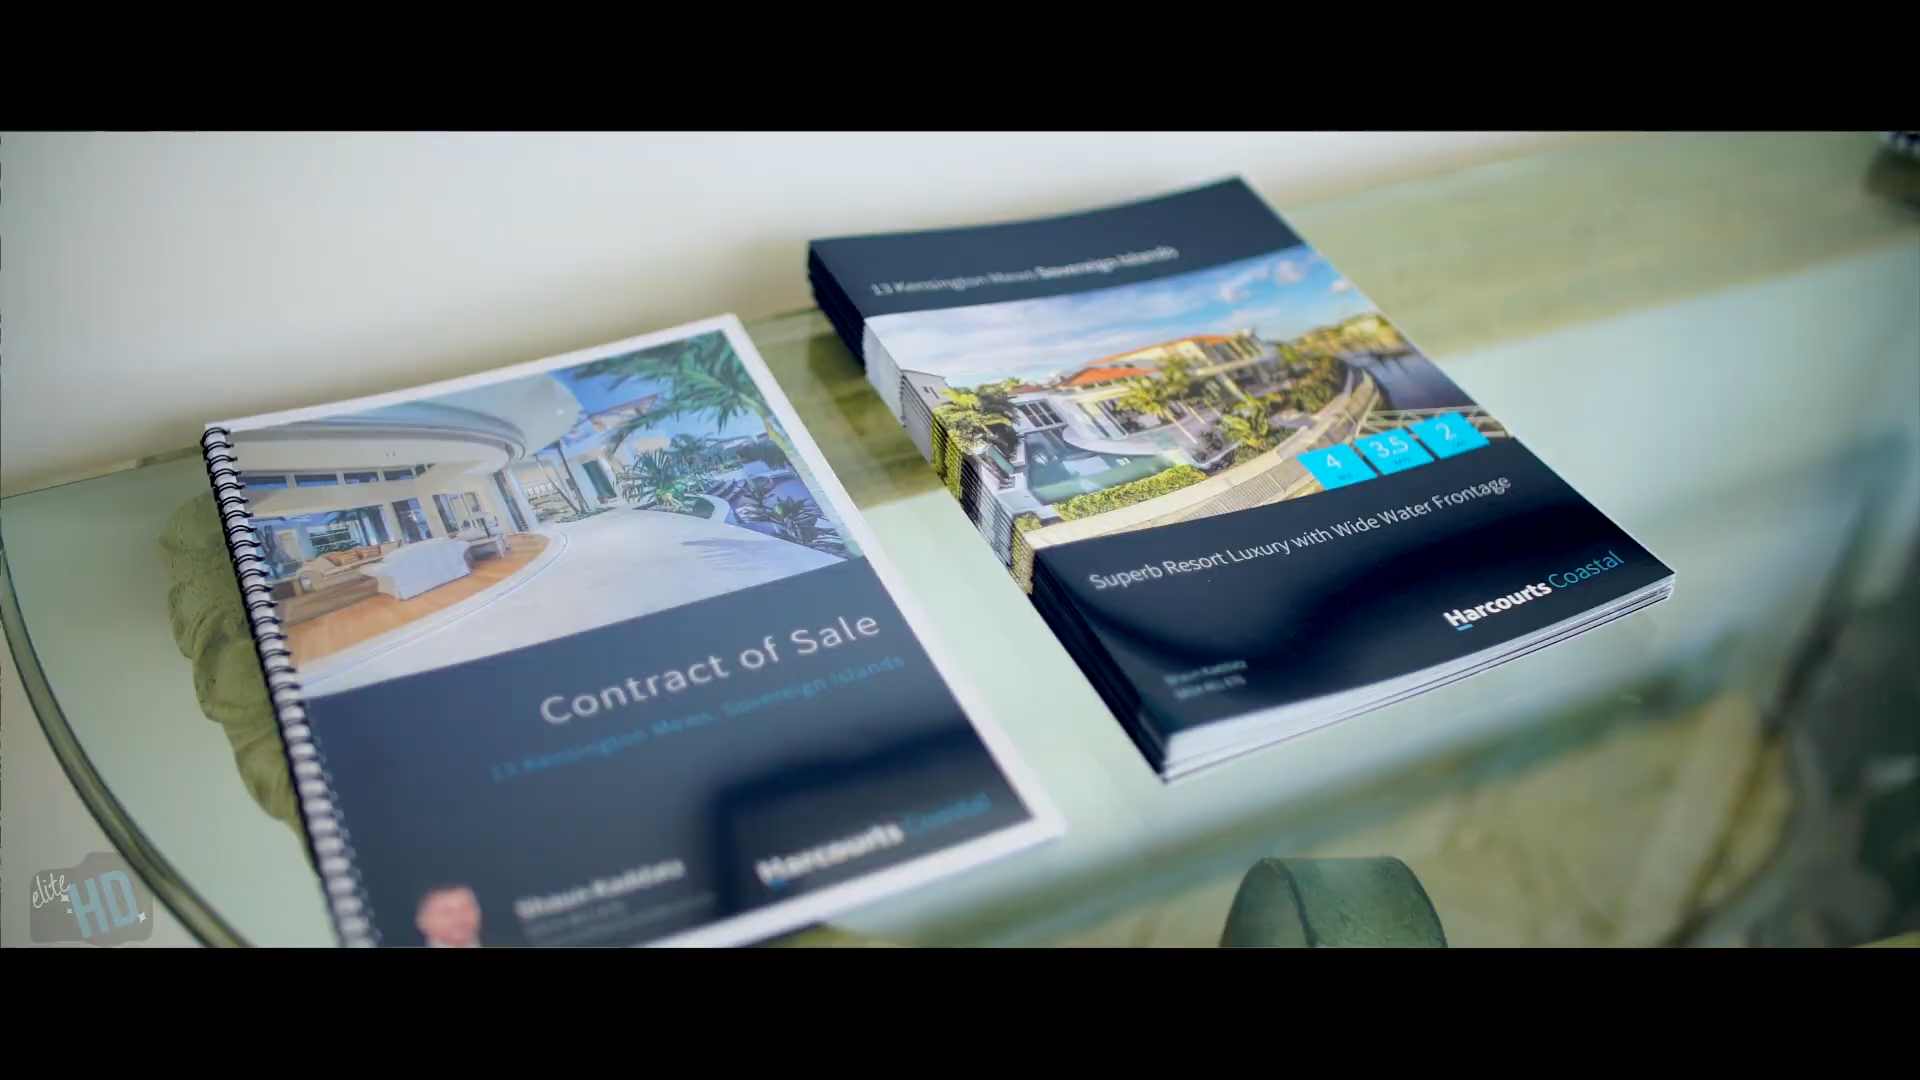 Contract of Sale
13 Kensington Mews, Sovereign Islands
Harcourts Coastal
13 Kensington Mews Sovereign Islands
4
3.5
2
Superb Resort Luxury with Wide Water Frontage
Harcourts Coastal
elite
HD